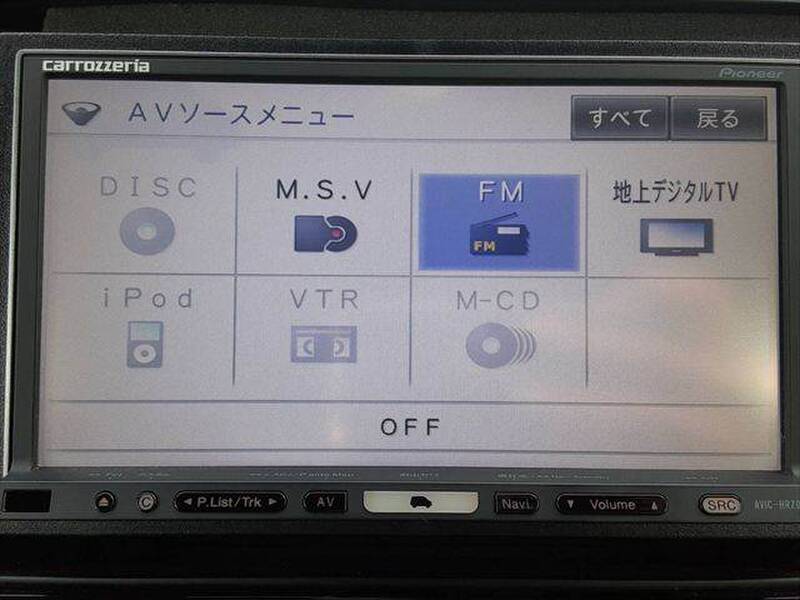 carrozzeria
Pioneer
AVソースメニュー
すべて
戻る
DISC
M.S.V
FM
地上デジタルTV
FM
iPod
VTR
M-CD
OFF
C
P.List/Trk
AV
Navi
Volume
SRC